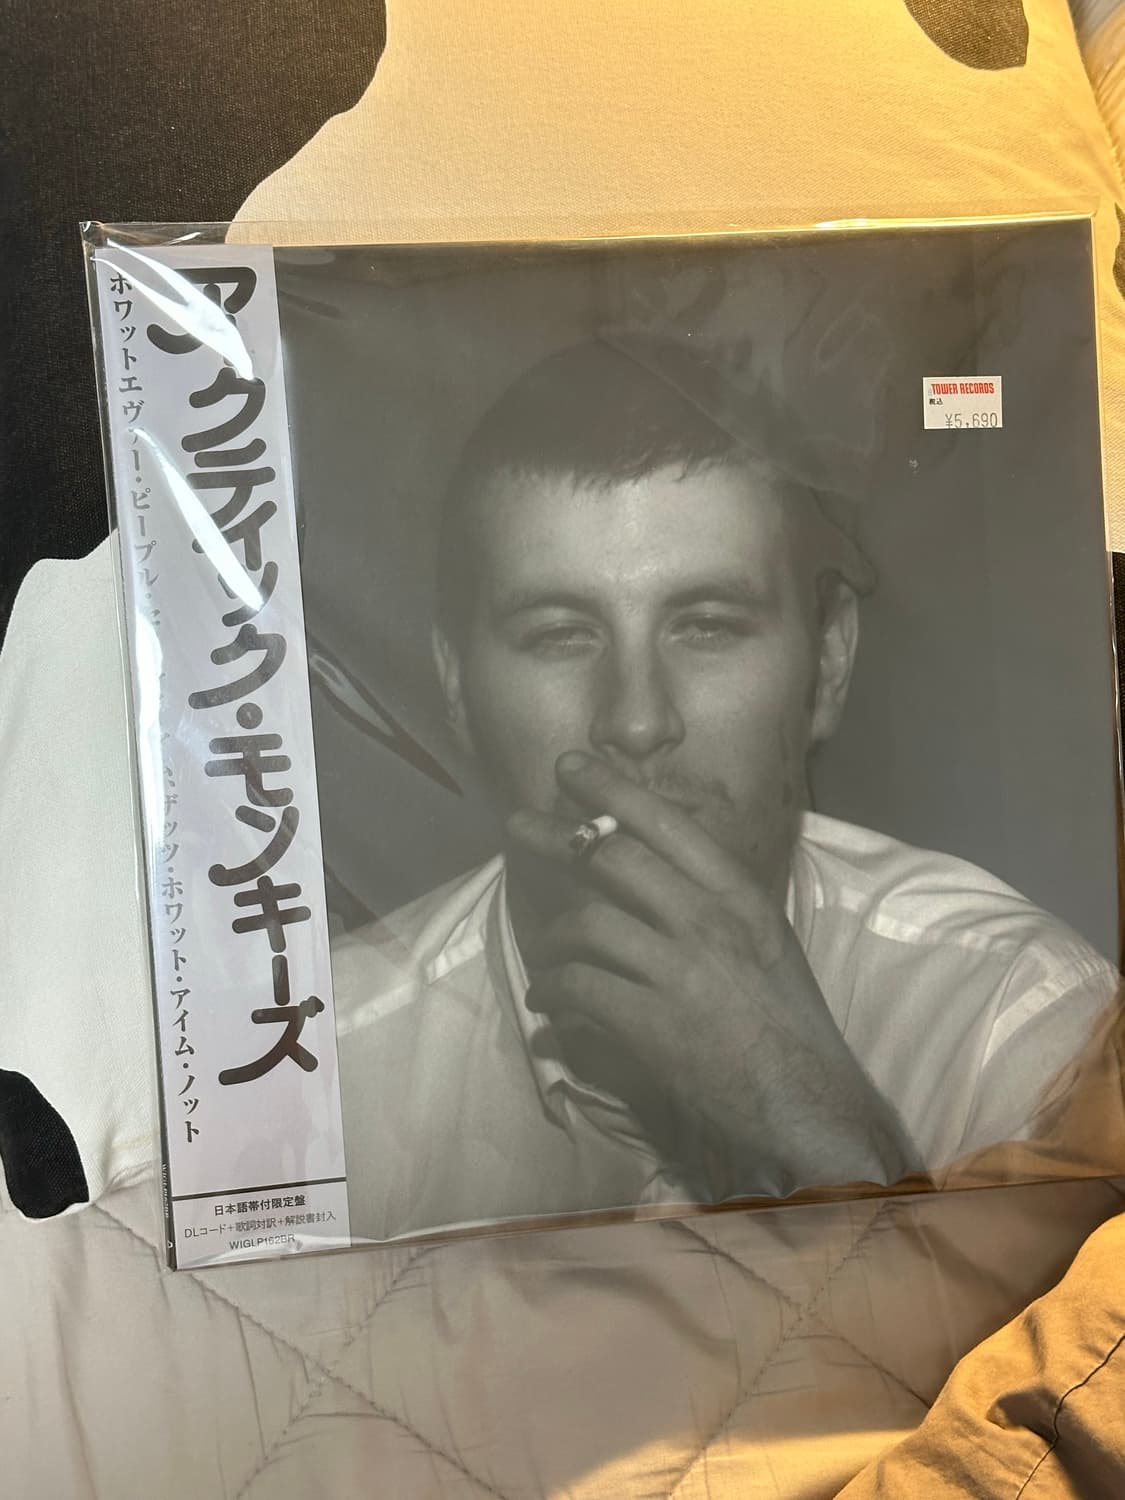 アークティック・モンキーズ
ホワットエヴァー・ピープル・セイ・アイ・アム、ザッツ・ホワット・アイム・ノット
日本語帯付限定盤
DLコード+歌詞対訳+解説書封入
WIGLP162BR
TOWER RECORDS
税込
¥5,690